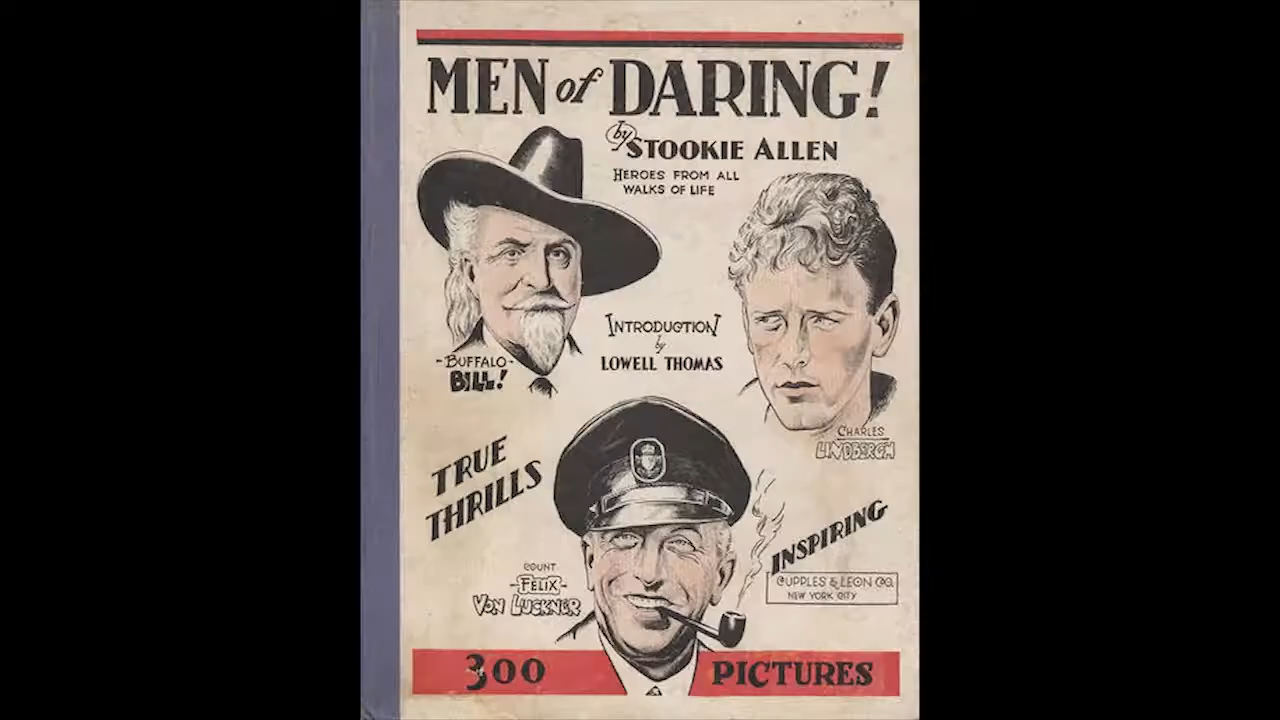 MEN of DARING!
by STOOKIE ALLEN
HEROES FROM ALL
WALKS OF LIFE
INTRODUCTION
by
LOWELL THOMAS
-BUFFALO-
BILL!
CHARLES
LINDBERGH
TRUE
THRILLS
INSPIRING
COUNT
-FELIX-
VON LUCKNER
CUPPLES & LEON CO.
NEW YORK CITY
300 PICTURES